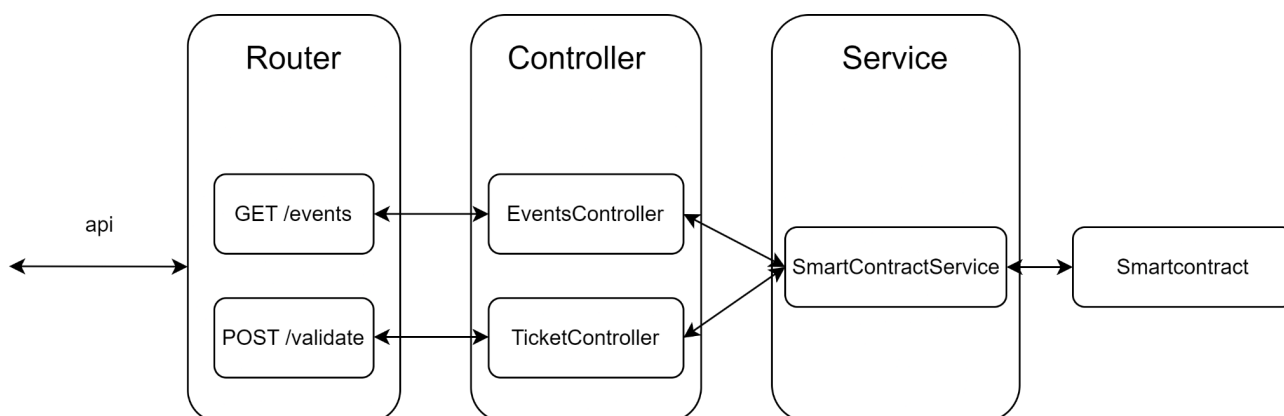 Router
Controller
Service
GET /events
EventsController
api
SmartContractService
Smartcontract
POST /validate
TicketController